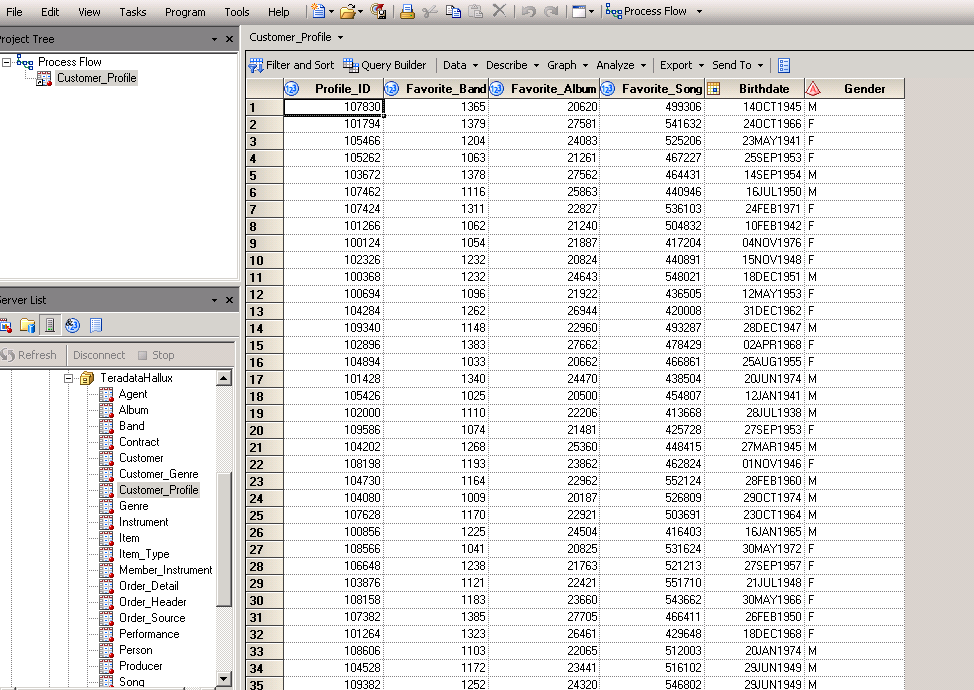 File Edit View Tasks Program Tools Help Process Flow
Project Tree
Process Flow
Customer_Profile
Server List
Refresh Disconnect Stop
TeradataHallux
Agent
Album
Band
Contract
Customer
Customer_Genre
Customer_Profile
Genre
Instrument
Item
Item_Type
Member_Instrument
Order_Detail
Order_Header
Order_Source
Performance
Person
Producer
Song
Customer_Profile
Filter and Sort Query Builder Data Describe Graph Analyze Export Send To
Profile_ID Favorite_Band Favorite_Album Favorite_Song Birthdate Gender
1 107830 1365 20620 499306 14OCT1945 M
2 101794 1379 27581 541632 24OCT1966 F
3 105466 1204 24083 525206 23MAY1941 F
4 105262 1063 21261 467227 25SEP1953 F
5 103672 1378 27562 464431 14SEP1954 M
6 107462 1116 25863 440946 16JUL1950 M
7 107424 1311 22827 536103 24FEB1971 F
8 101266 1062 21240 504832 10FEB1942 F
9 100124 1054 21887 417204 04NOV1976 F
10 102326 1232 20824 440891 15NOV1948 F
11 100368 1232 24643 548021 18DEC1951 M
12 100694 1096 21922 436505 12MAY1953 F
13 104284 1262 26944 420008 31DEC1962 F
14 109340 1148 22960 493287 28DEC1947 M
15 102896 1383 27662 478429 02APR1968 F
16 104894 1033 20662 466861 25AUG1955 F
17 101428 1340 24470 438504 20JUN1974 M
18 105426 1025 20500 454807 12JAN1941 M
19 102000 1110 22206 413668 28JUL1938 M
20 109586 1074 21481 425728 27SEP1953 F
21 104202 1268 25360 448415 27MAR1945 M
22 108198 1193 23862 462824 01NOV1946 F
23 104730 1164 22962 552124 28FEB1960 M
24 104080 1009 20187 526809 29OCT1974 M
25 107628 1170 22921 503691 23OCT1964 M
26 100856 1225 24504 416403 16JAN1965 M
27 108566 1041 20825 531624 30MAY1972 F
28 106648 1238 21763 521213 27SEP1957 F
29 103876 1121 22421 551710 21JUL1948 F
30 108158 1183 23660 543662 30MAY1966 F
31 107382 1385 27705 466411 26FEB1950 F
32 101264 1323 26461 429648 18DEC1968 F
33 108606 1103 22065 512003 20JAN1974 M
34 104528 1172 23441 516102 29JUN1949 M
35 109382 1252 24320 546802 29JUN1949 M